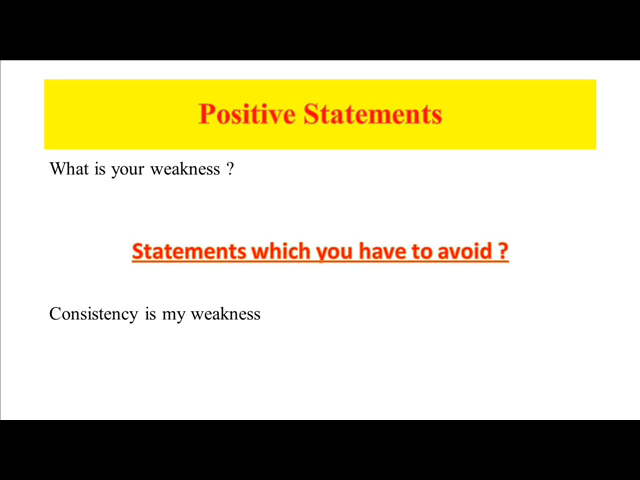 Positive Statements
What is your weakness ?
Statements which you have to avoid ?
Consistency is my weakness